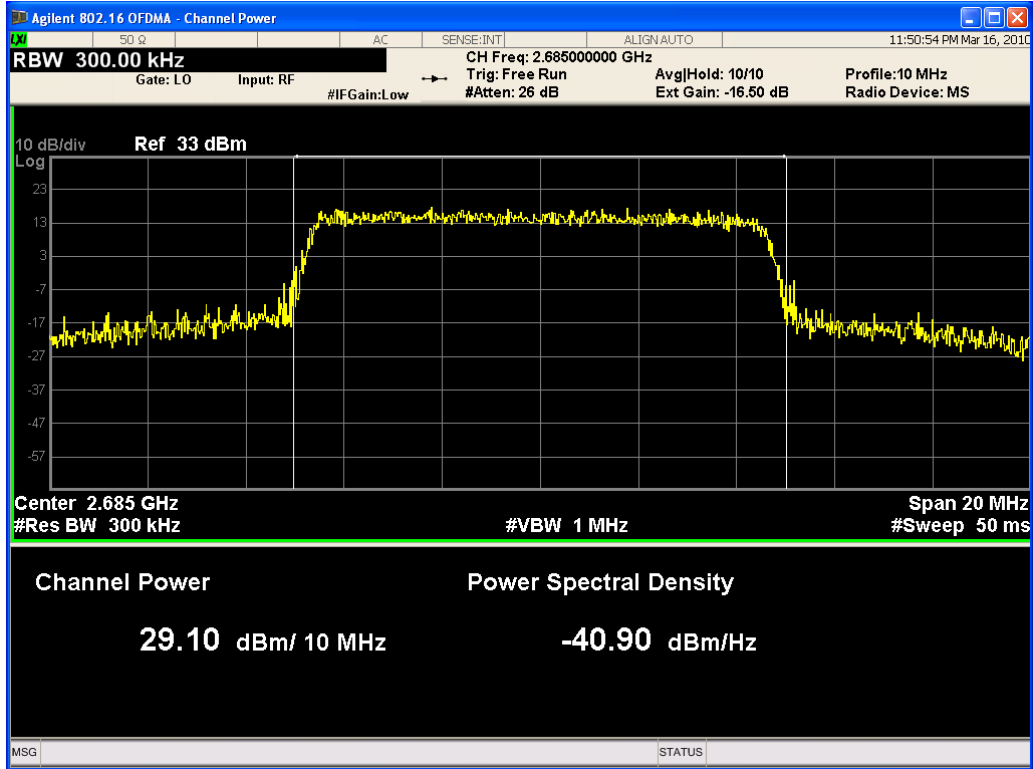 Agilent 802.16 OFDMA - Channel Power
LXI 50 Ω AC SENSE:INT ALIGN AUTO 11:50:54 PM Mar 16, 2010
RBW 300.00 kHz
Gate: LO Input: RF #IFGain:Low
CH Freq: 2.685000000 GHz
Trig: Free Run Avg|Hold: 10/10 Profile:10 MHz
#Atten: 26 dB Ext Gain: -16.50 dB Radio Device: MS
10 dB/div Ref 33 dBm
Log
23
13
3
-7
-17
-27
-37
-47
-57
Center 2.685 GHz Span 20 MHz
#Res BW 300 kHz #VBW 1 MHz #Sweep 50 ms
Channel Power Power Spectral Density
29.10 dBm/ 10 MHz -40.90 dBm/Hz
MSG STATUS